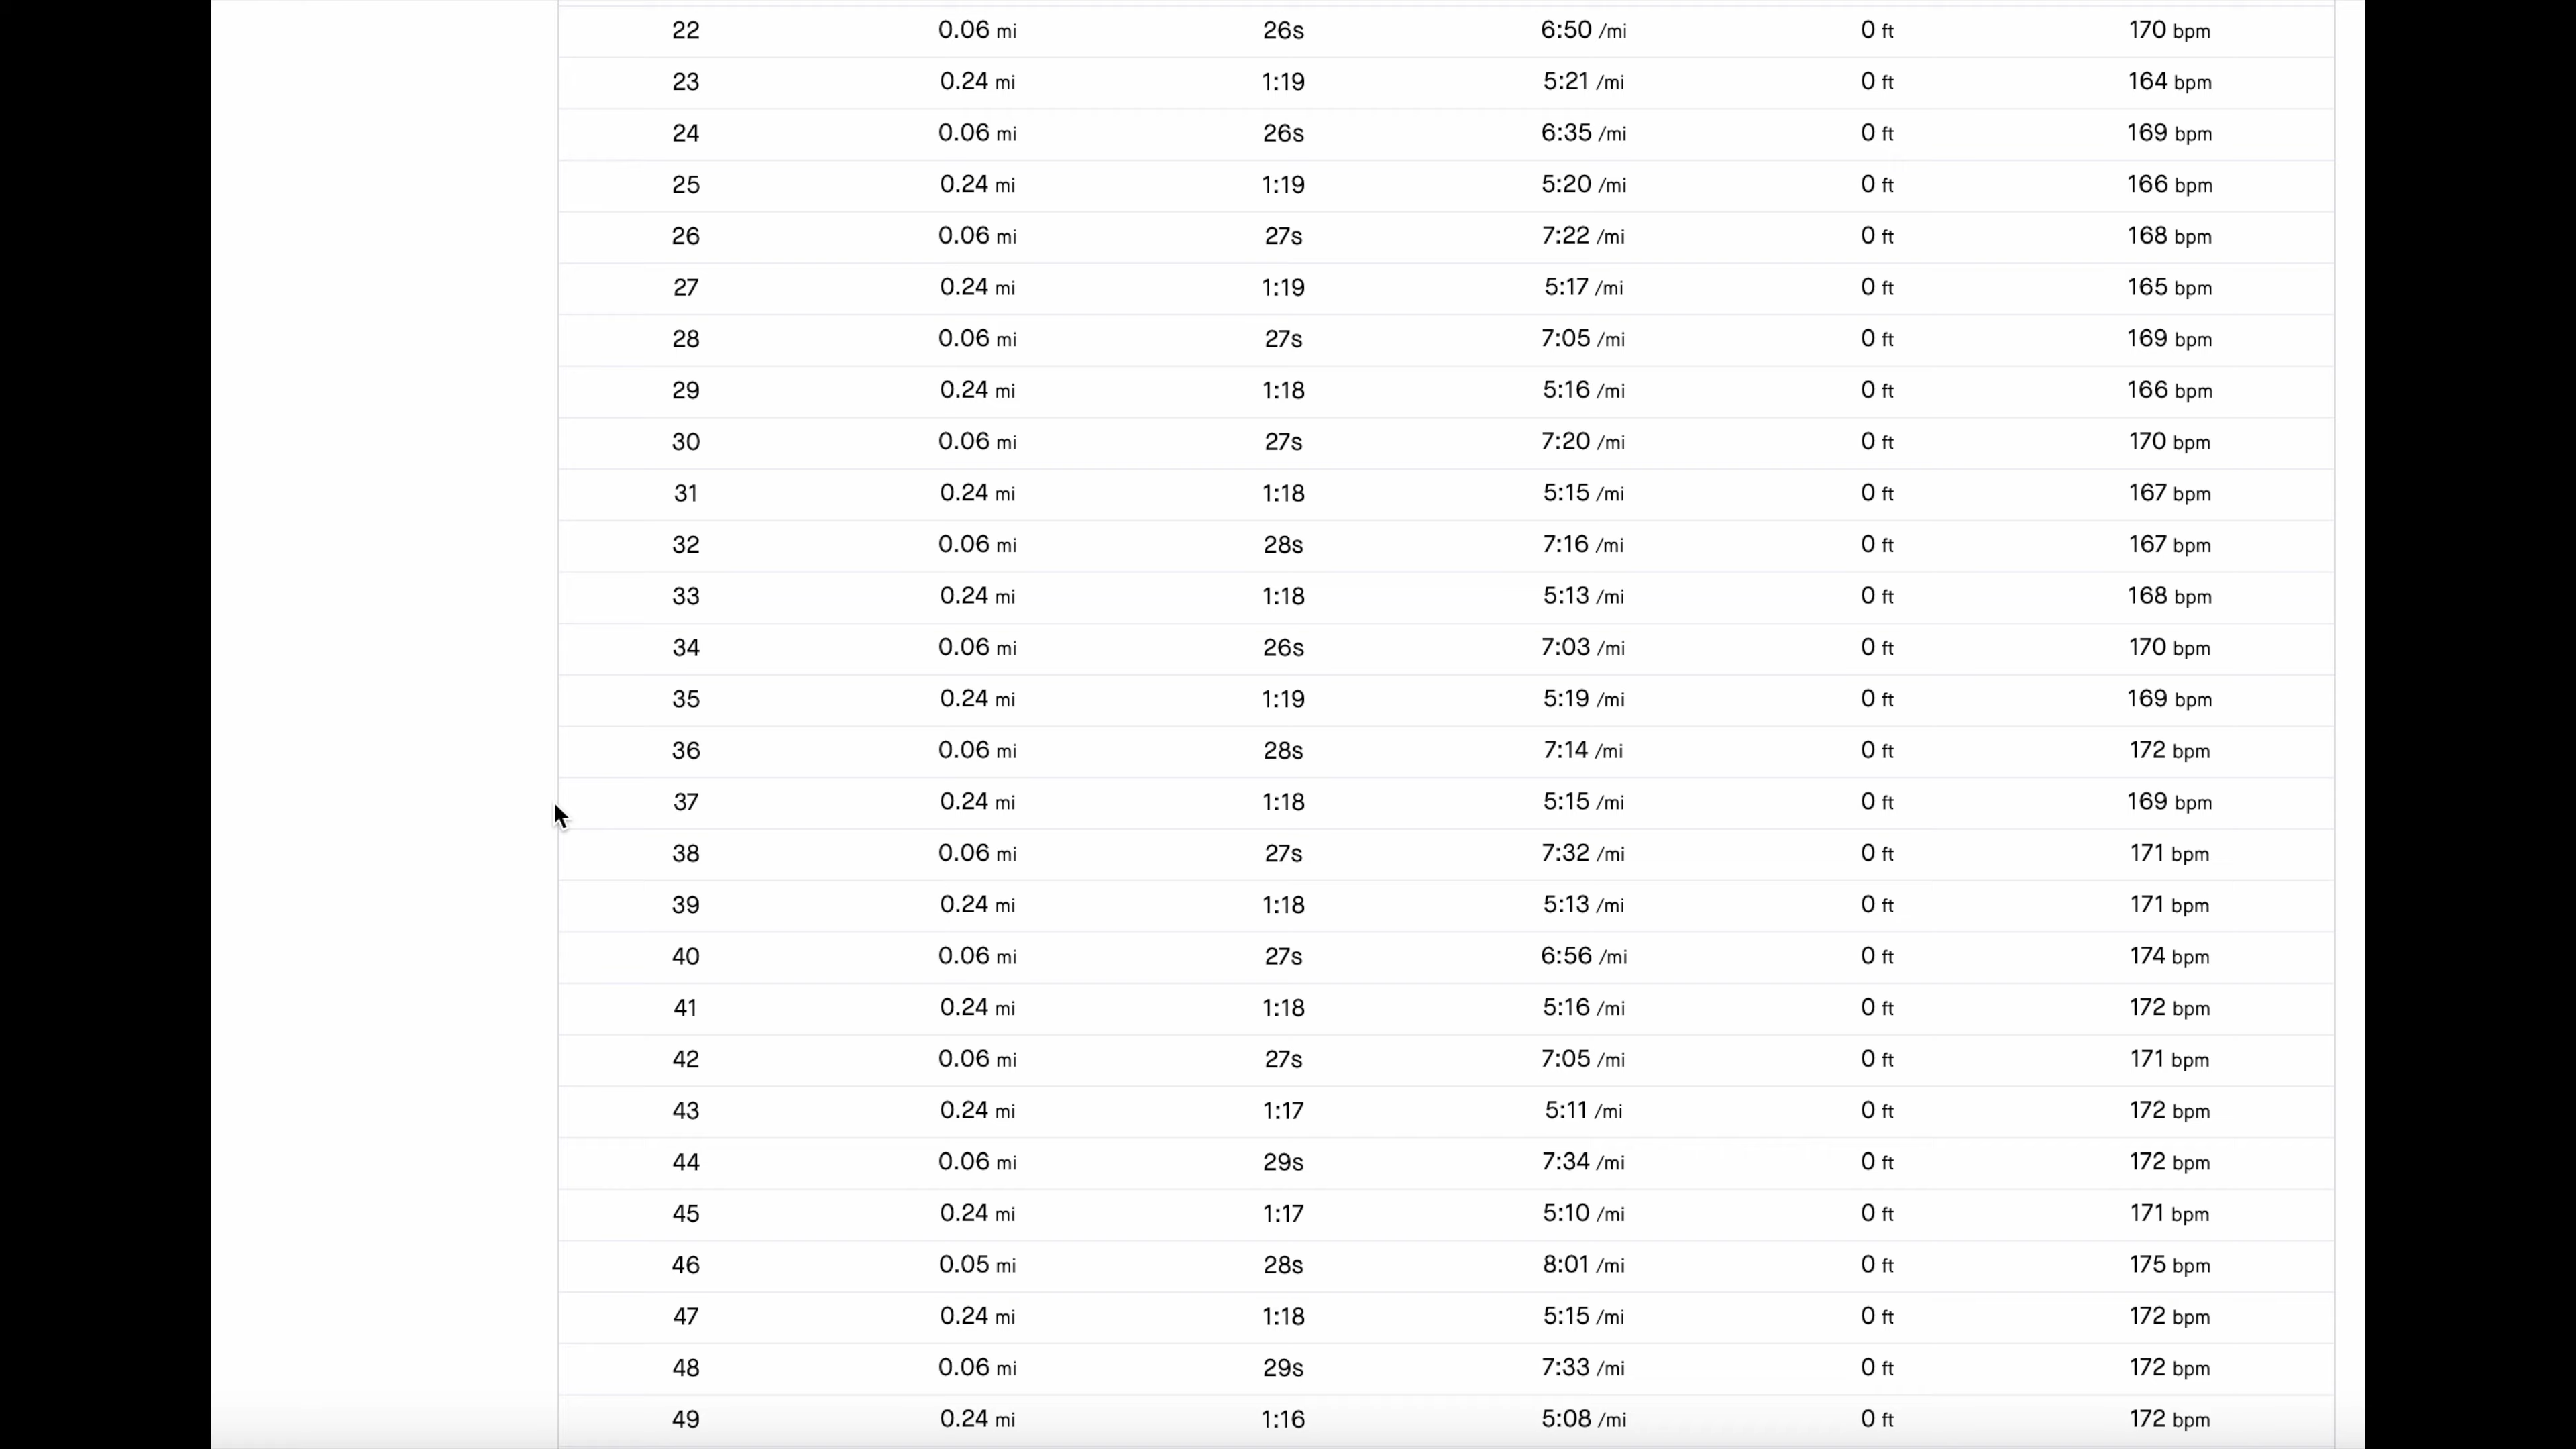 22 0.06 mi 26s 6:50 /mi 0 ft 170 bpm
23 0.24 mi 1:19 5:21 /mi 0 ft 164 bpm
24 0.06 mi 26s 6:35 /mi 0 ft 169 bpm
25 0.24 mi 1:19 5:20 /mi 0 ft 166 bpm
26 0.06 mi 27s 7:22 /mi 0 ft 168 bpm
27 0.24 mi 1:19 5:17 /mi 0 ft 165 bpm
28 0.06 mi 27s 7:05 /mi 0 ft 169 bpm
29 0.24 mi 1:18 5:16 /mi 0 ft 166 bpm
30 0.06 mi 27s 7:20 /mi 0 ft 170 bpm
31 0.24 mi 1:18 5:15 /mi 0 ft 167 bpm
32 0.06 mi 28s 7:16 /mi 0 ft 167 bpm
33 0.24 mi 1:18 5:13 /mi 0 ft 168 bpm
34 0.06 mi 26s 7:03 /mi 0 ft 170 bpm
35 0.24 mi 1:19 5:19 /mi 0 ft 169 bpm
36 0.06 mi 28s 7:14 /mi 0 ft 172 bpm
37 0.24 mi 1:18 5:15 /mi 0 ft 169 bpm
38 0.06 mi 27s 7:32 /mi 0 ft 171 bpm
39 0.24 mi 1:18 5:13 /mi 0 ft 171 bpm
40 0.06 mi 27s 6:56 /mi 0 ft 174 bpm
41 0.24 mi 1:18 5:16 /mi 0 ft 172 bpm
42 0.06 mi 27s 7:05 /mi 0 ft 171 bpm
43 0.24 mi 1:17 5:11 /mi 0 ft 172 bpm
44 0.06 mi 29s 7:34 /mi 0 ft 172 bpm
45 0.24 mi 1:17 5:10 /mi 0 ft 171 bpm
46 0.05 mi 28s 8:01 /mi 0 ft 175 bpm
47 0.24 mi 1:18 5:15 /mi 0 ft 172 bpm
48 0.06 mi 29s 7:33 /mi 0 ft 172 bpm
49 0.24 mi 1:16 5:08 /mi 0 ft 172 bpm